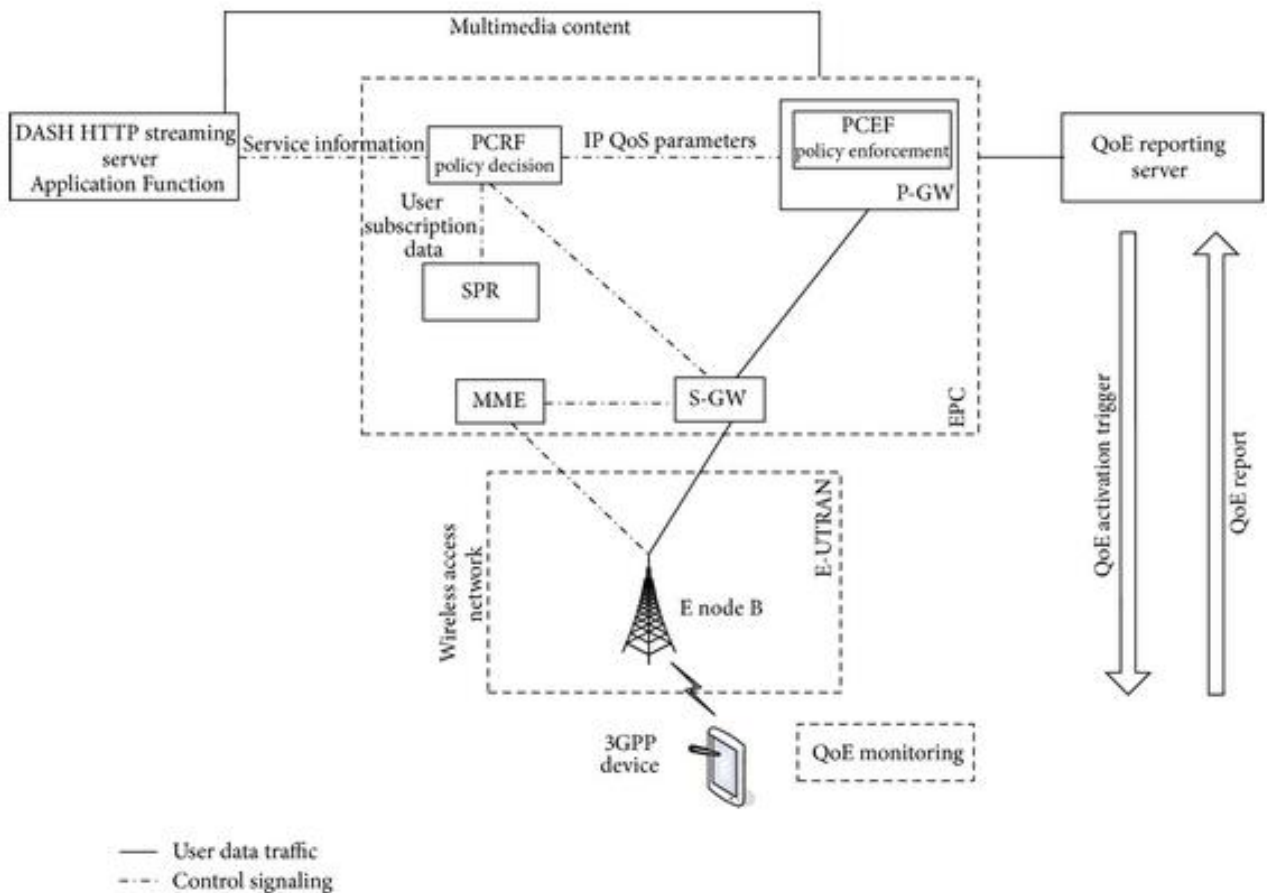 Multimedia content
DASH HTTP streaming
server
Application Function
Service information
PCRF
policy decision
IP QoS parameters
PCEF
policy enforcement
P-GW
QoE reporting
server
User
subscription
data
SPR
MME
S-GW
EPC
QoE activation trigger
QoE report
Wireless access
network
E-UTRAN
E node B
3GPP
device
QoE monitoring
User data traffic
Control signaling